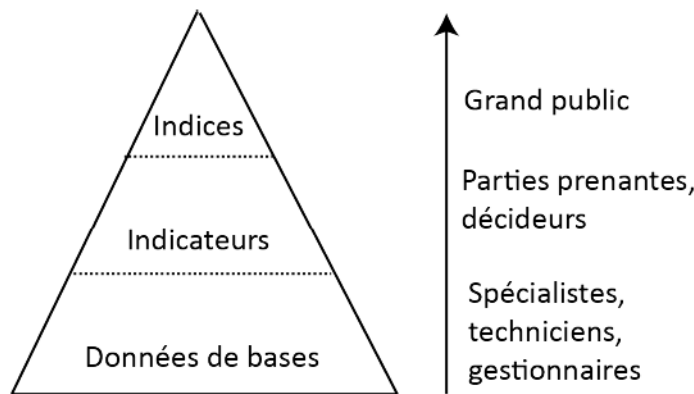 Indices
Indicateurs
Données de bases
Grand public
Parties prenantes,
décideurs
Spécialistes,
techniciens,
gestionnaires